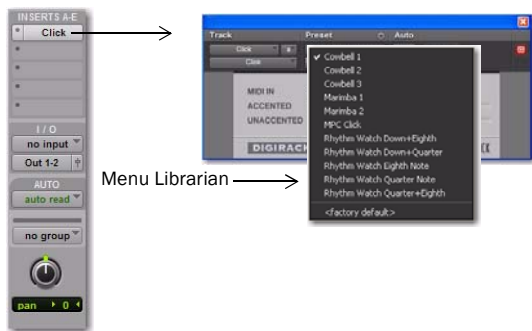 INSERTS A-E
Click
I / O
no input
Out 1-2
AUTO
auto read
no group
pan 0
Track Preset Auto
Click a
Click
MIDI IN
ACCENTED
UNACCENTED
DIGIRACK
Cowbell 1
Cowbell 2
Cowbell 3
Marimba 1
Marimba 2
MPC Click
Rhythm Watch Down+Eighth
Rhythm Watch Down+Quarter
Rhythm Watch Eighth Note
Rhythm Watch Quarter Note
Rhythm Watch Quarter+Eighth
<factory default>
Menu Librarian